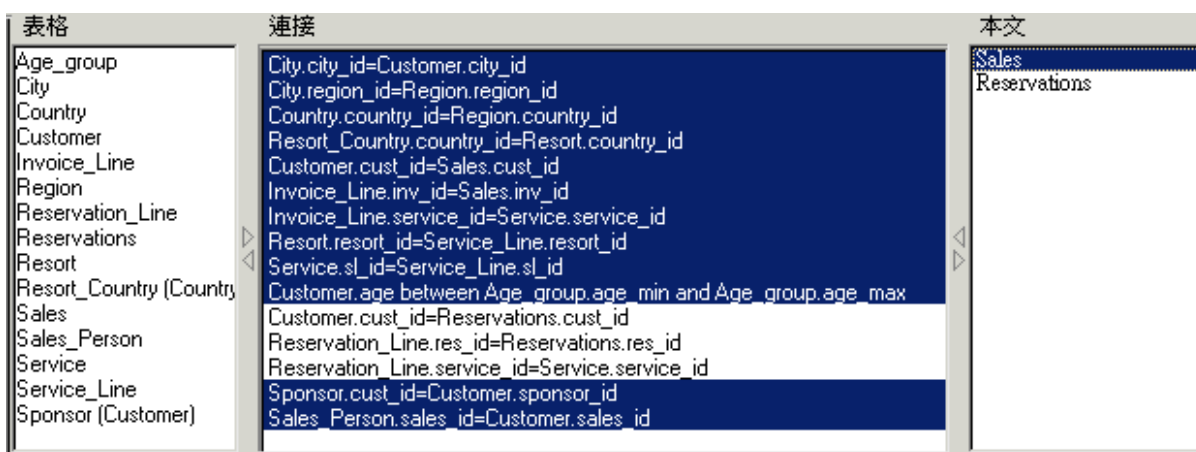 表格
Age_group
City
Country
Customer
Invoice_Line
Region
Reservation_Line
Reservations
Resort
Resort_Country (Country
Sales
Sales_Person
Service
Service_Line
Sponsor (Customer)
連接
City.city_id=Customer.city_id
City.region_id=Region.region_id
Country.country_id=Region.country_id
Resort_Country.country_id=Resort.country_id
Customer.cust_id=Sales.cust_id
Invoice_Line.inv_id=Sales.inv_id
Invoice_Line.service_id=Service.service_id
Resort.resort_id=Service_Line.resort_id
Service.sl_id=Service_Line.sl_id
Customer.age between Age_group.age_min and Age_group.age_max
Customer.cust_id=Reservations.cust_id
Reservation_Line.res_id=Reservations.res_id
Reservation_Line.service_id=Service.service_id
Sponsor.cust_id=Customer.sponsor_id
Sales_Person.sales_id=Customer.sales_id
本文
Sales
Reservations